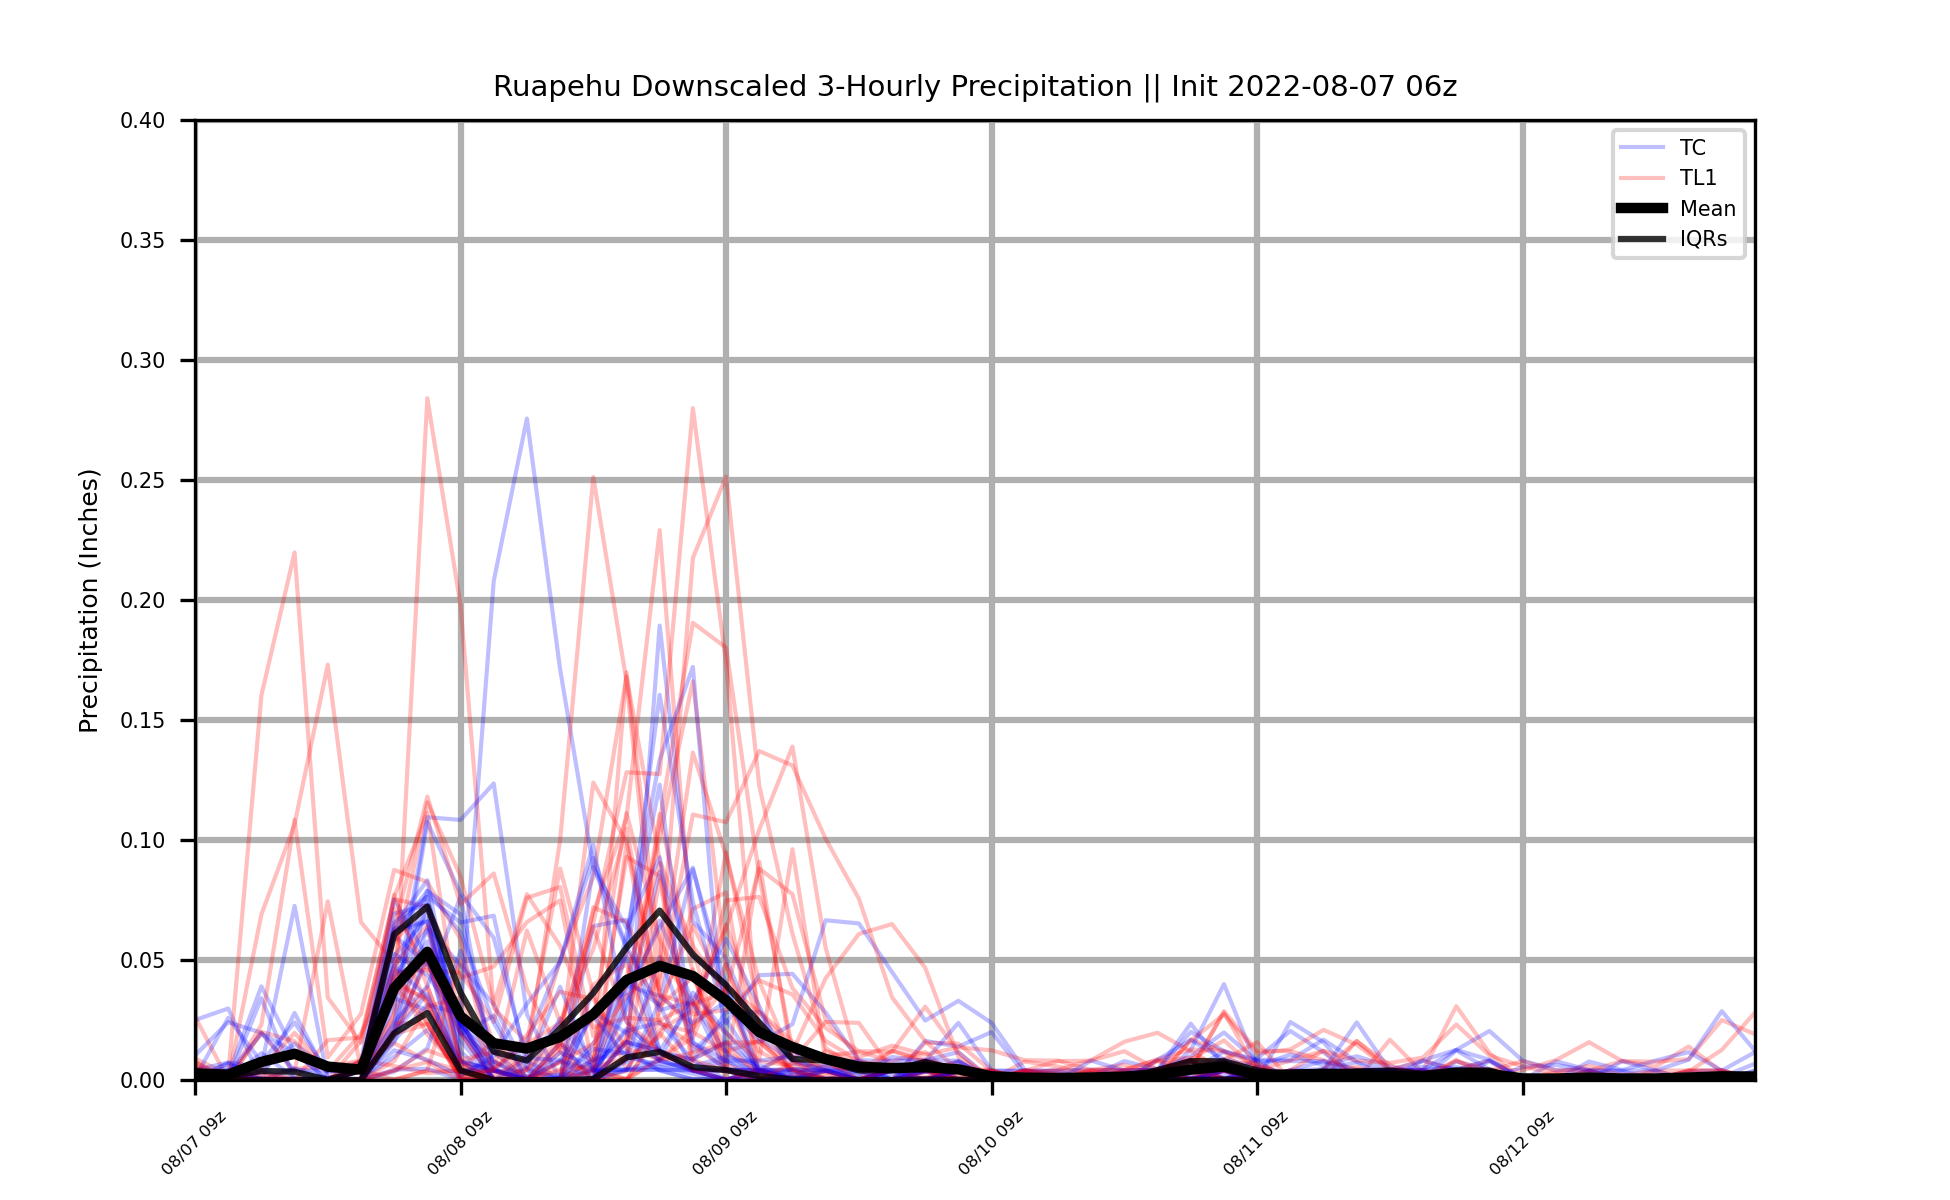 Ruapehu Downscaled 3-Hourly Precipitation || Init 2022-08-07 06z
Precipitation (Inches)
0.40
0.35
0.30
0.25
0.20
0.15
0.10
0.05
0.00
TC
TL1
Mean
IQRs
08/07 09z
08/08 09z
08/09 09z
08/10 09z
08/11 09z
08/12 09z